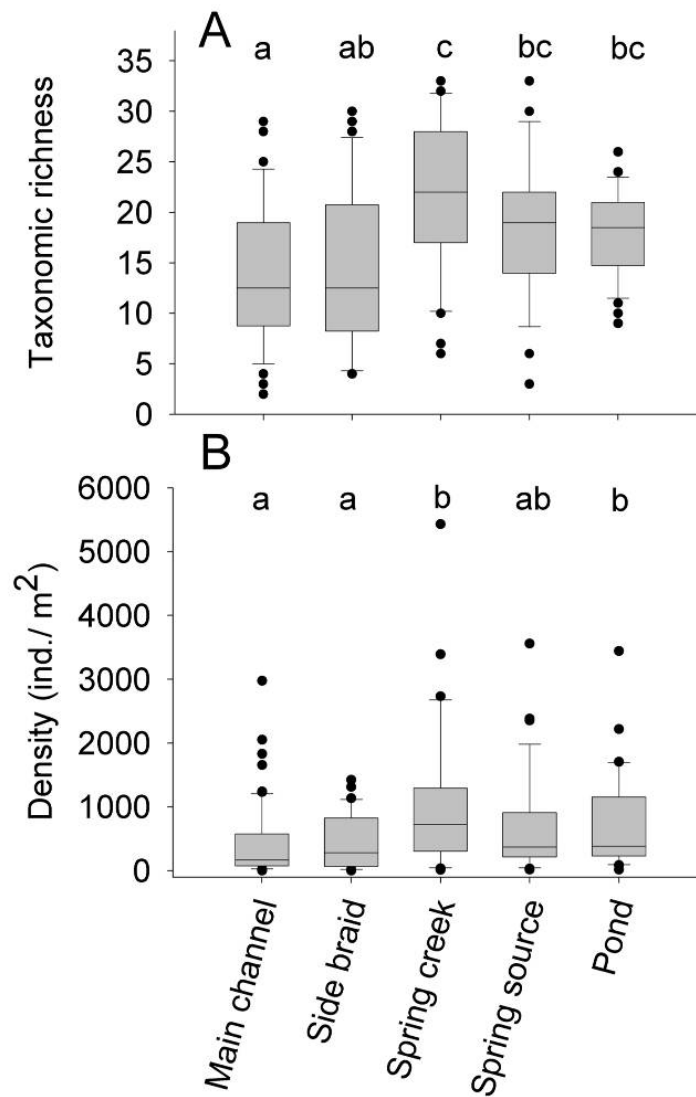 A
a ab c bc bc
Taxonomic richness
35
30
25
20
15
10
5
0
B
a a b ab b
Density (ind./ m²)
6000
5000
4000
3000
2000
1000
0
Main channel
Side braid
Spring creek
Spring source
Pond